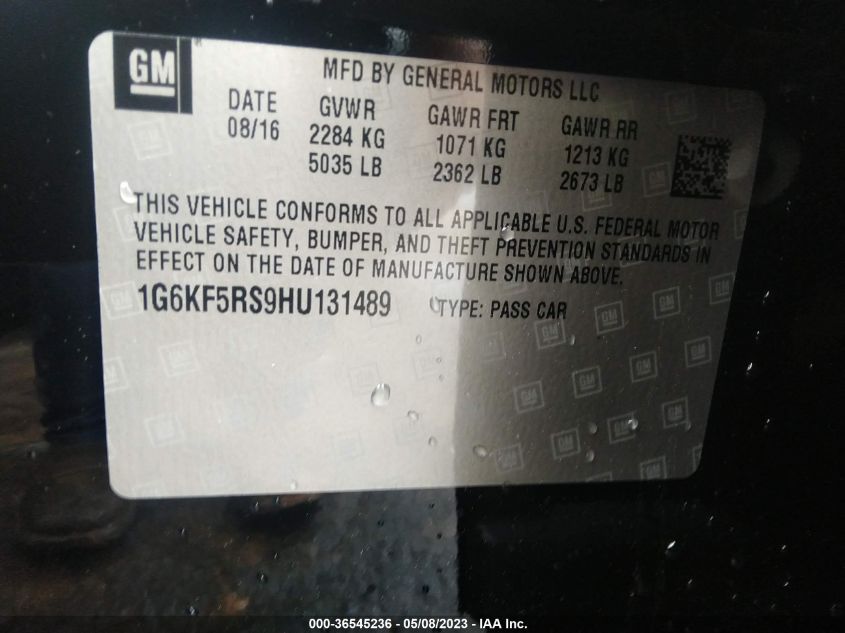 GM
MFD BY GENERAL MOTORS LLC
DATE GVWR GAWR FRT GAWR RR
08/16 2284 KG 1071 KG 1213 KG
5035 LB 2362 LB 2673 LB
THIS VEHICLE CONFORMS TO ALL APPLICABLE U.S. FEDERAL MOTOR
VEHICLE SAFETY, BUMPER, AND THEFT PREVENTION STANDARDS IN
EFFECT ON THE DATE OF MANUFACTURE SHOWN ABOVE.
1G6KF5RS9HU131489 TYPE: PASS CAR
000-36545236 - 05/08/2023 - IAA Inc.